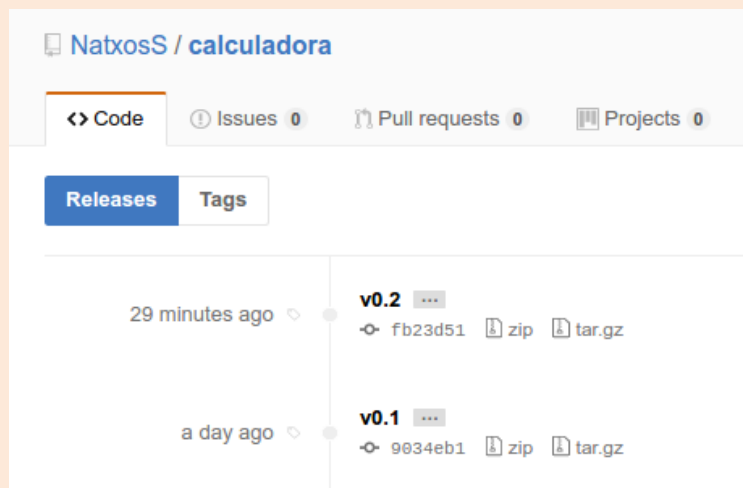 NatxosS / calculadora
<> Code Issues 0 Pull requests 0 Projects 0
Releases Tags
29 minutes ago v0.2 ...
fb23d51 zip tar.gz
a day ago v0.1 ...
9034eb1 zip tar.gz